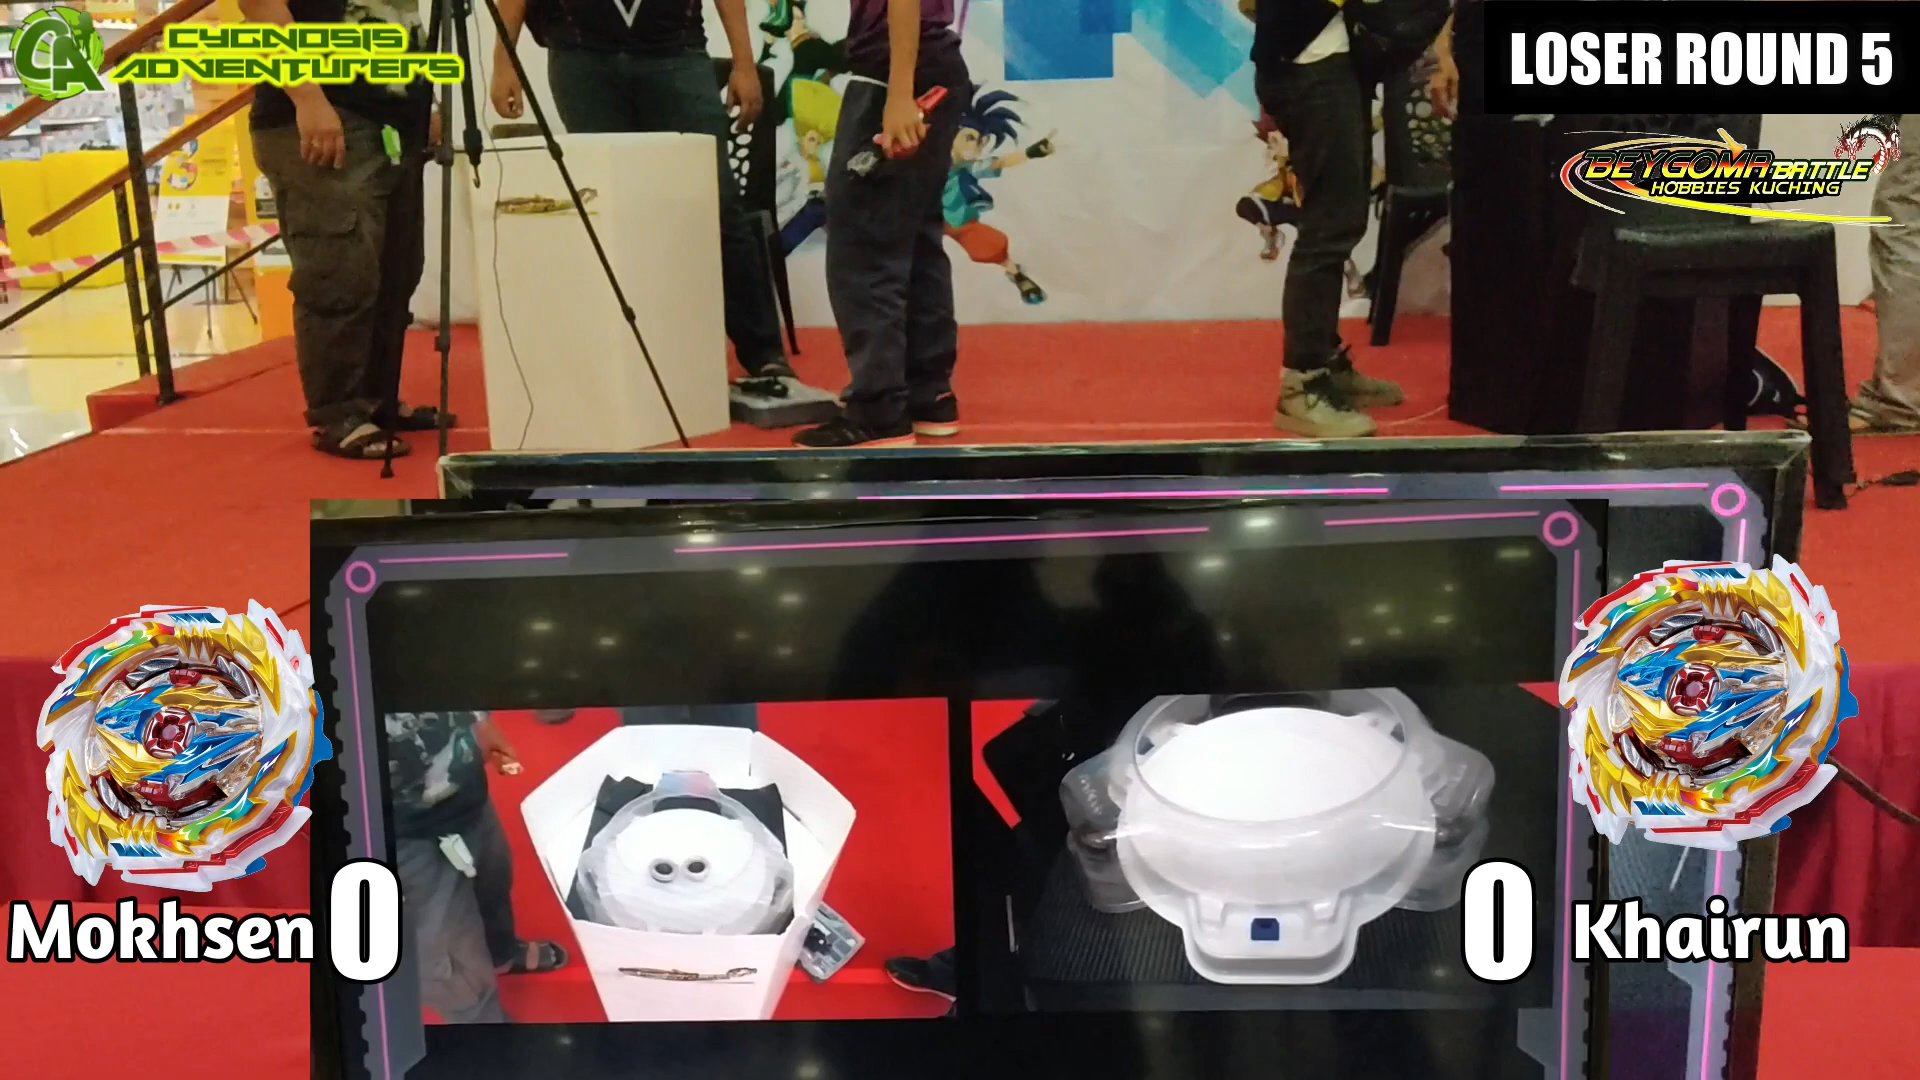 CYGNOSIS
ADVENTURERS
LOSER ROUND 5
BEYGOMA BATTLE
HOBBIES KUCHING
Mokhsen 0
0 Khairun